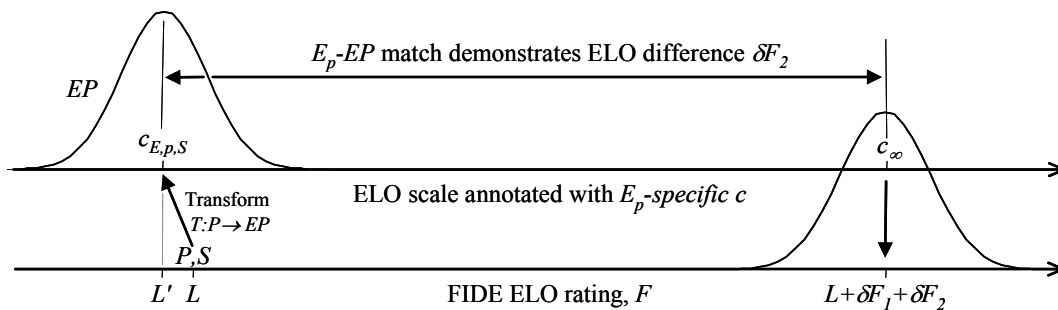 E_p-EP match demonstrates ELO difference δF_2
EP
c_{E,p,S}
c_∞
ELO scale annotated with E_p-specific c
Transform
T:P→EP
P,S
L' L FIDE ELO rating, F L+δF_1+δF_2